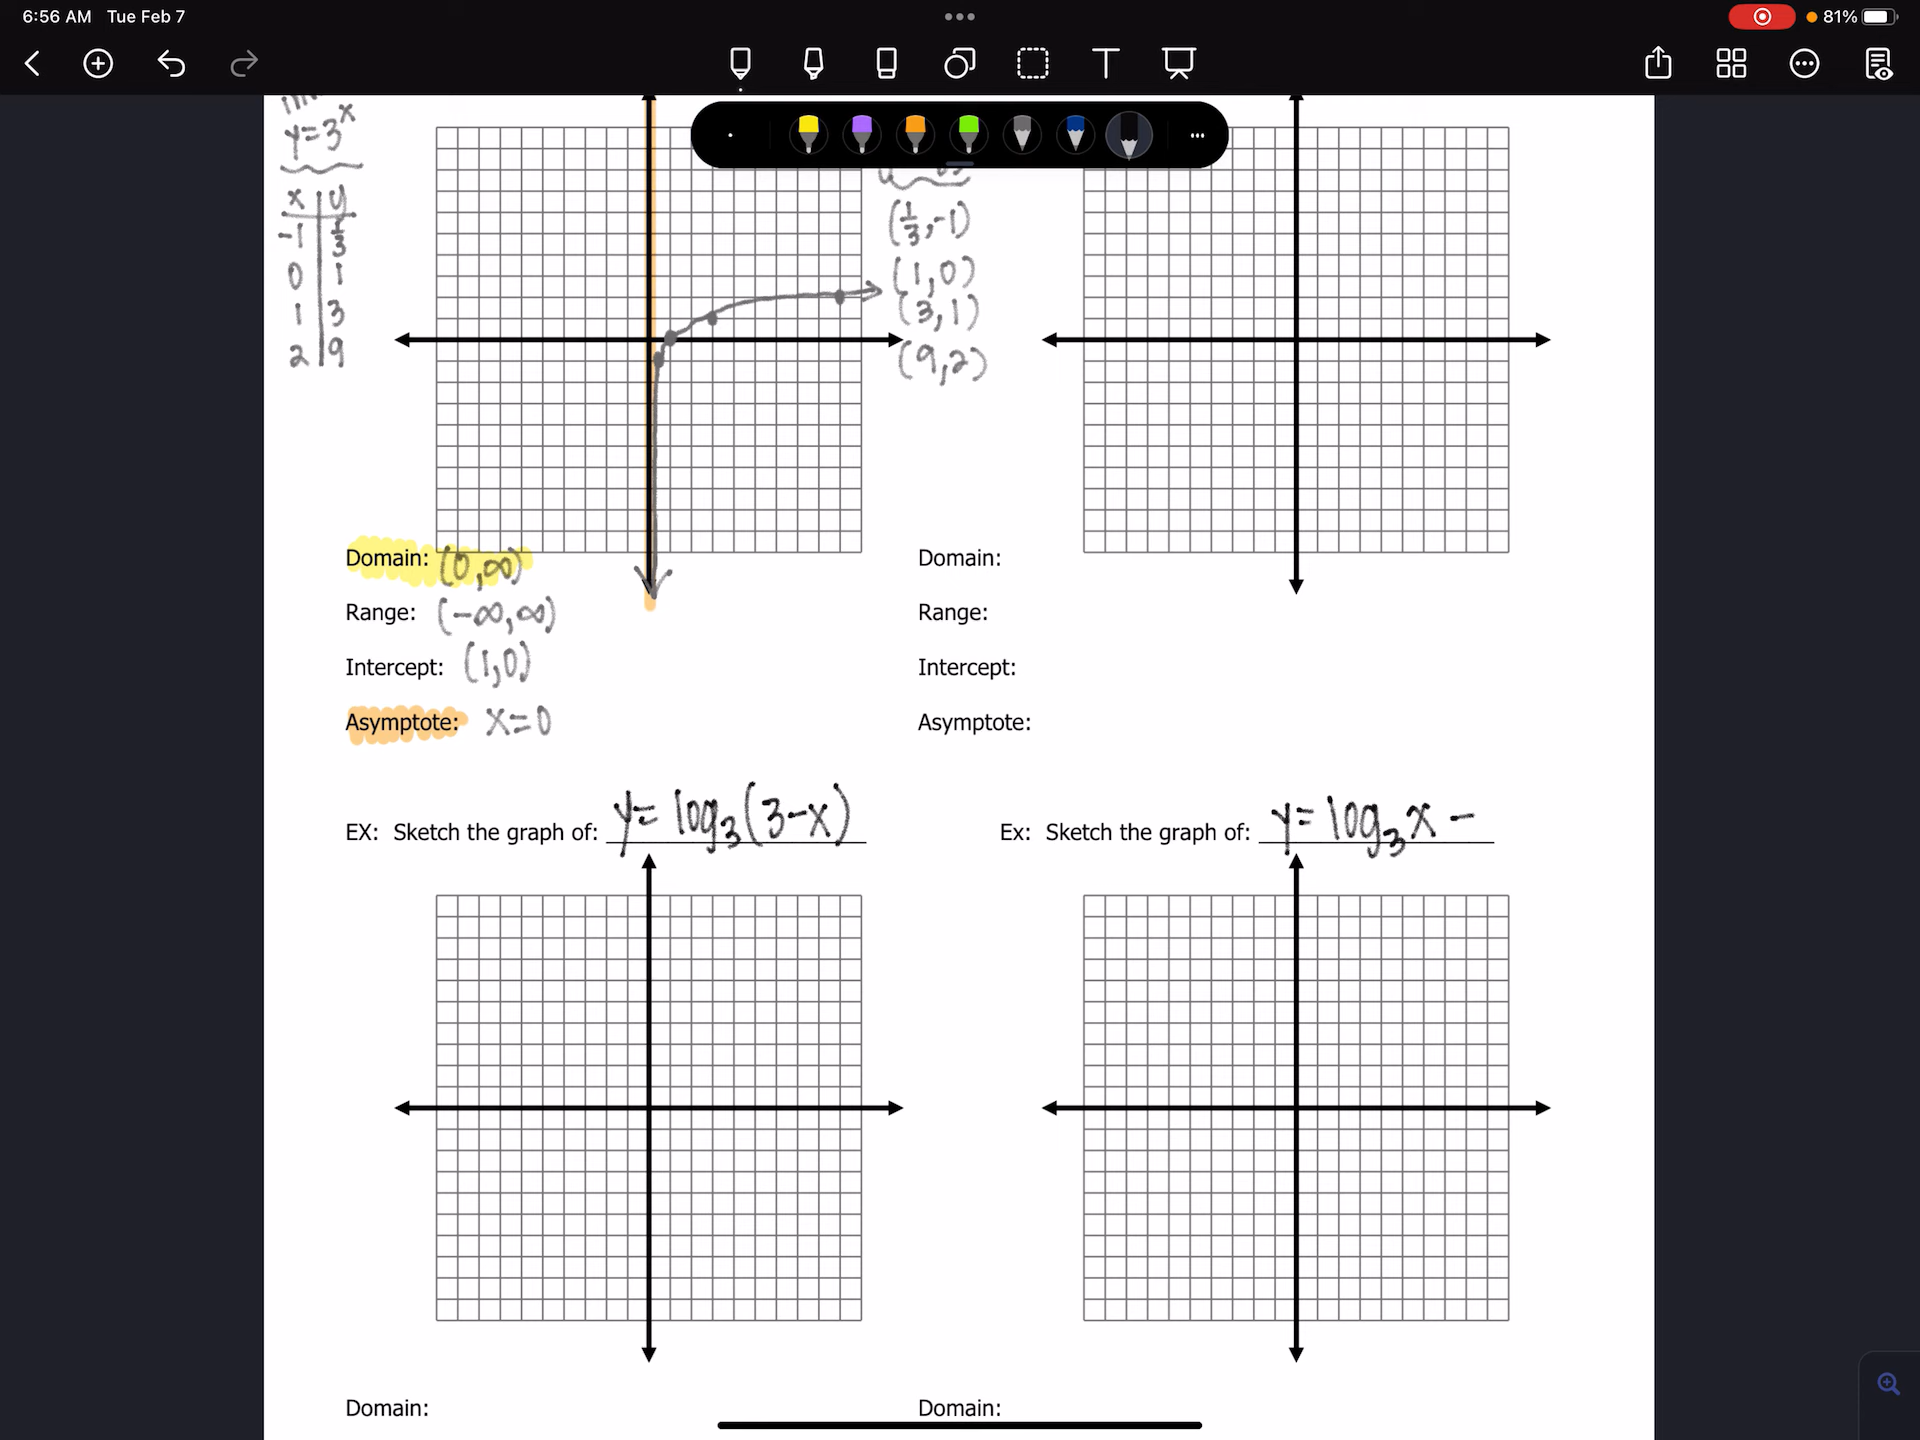 6:56 AM Tue Feb 7
81%
y=3^x
x y
-1 1/3
0 1
1 3
2 9
(1/3,-1)
(1,0)
(3,1)
(9,2)
Domain: (0,∞)
Range: (-∞,∞)
Intercept: (1,0)
Asymptote: x=0
Domain:
Range:
Intercept:
Asymptote:
EX: Sketch the graph of: y= log₃(3-x)
Ex: Sketch the graph of: y= log₃x -
Domain:
Domain: